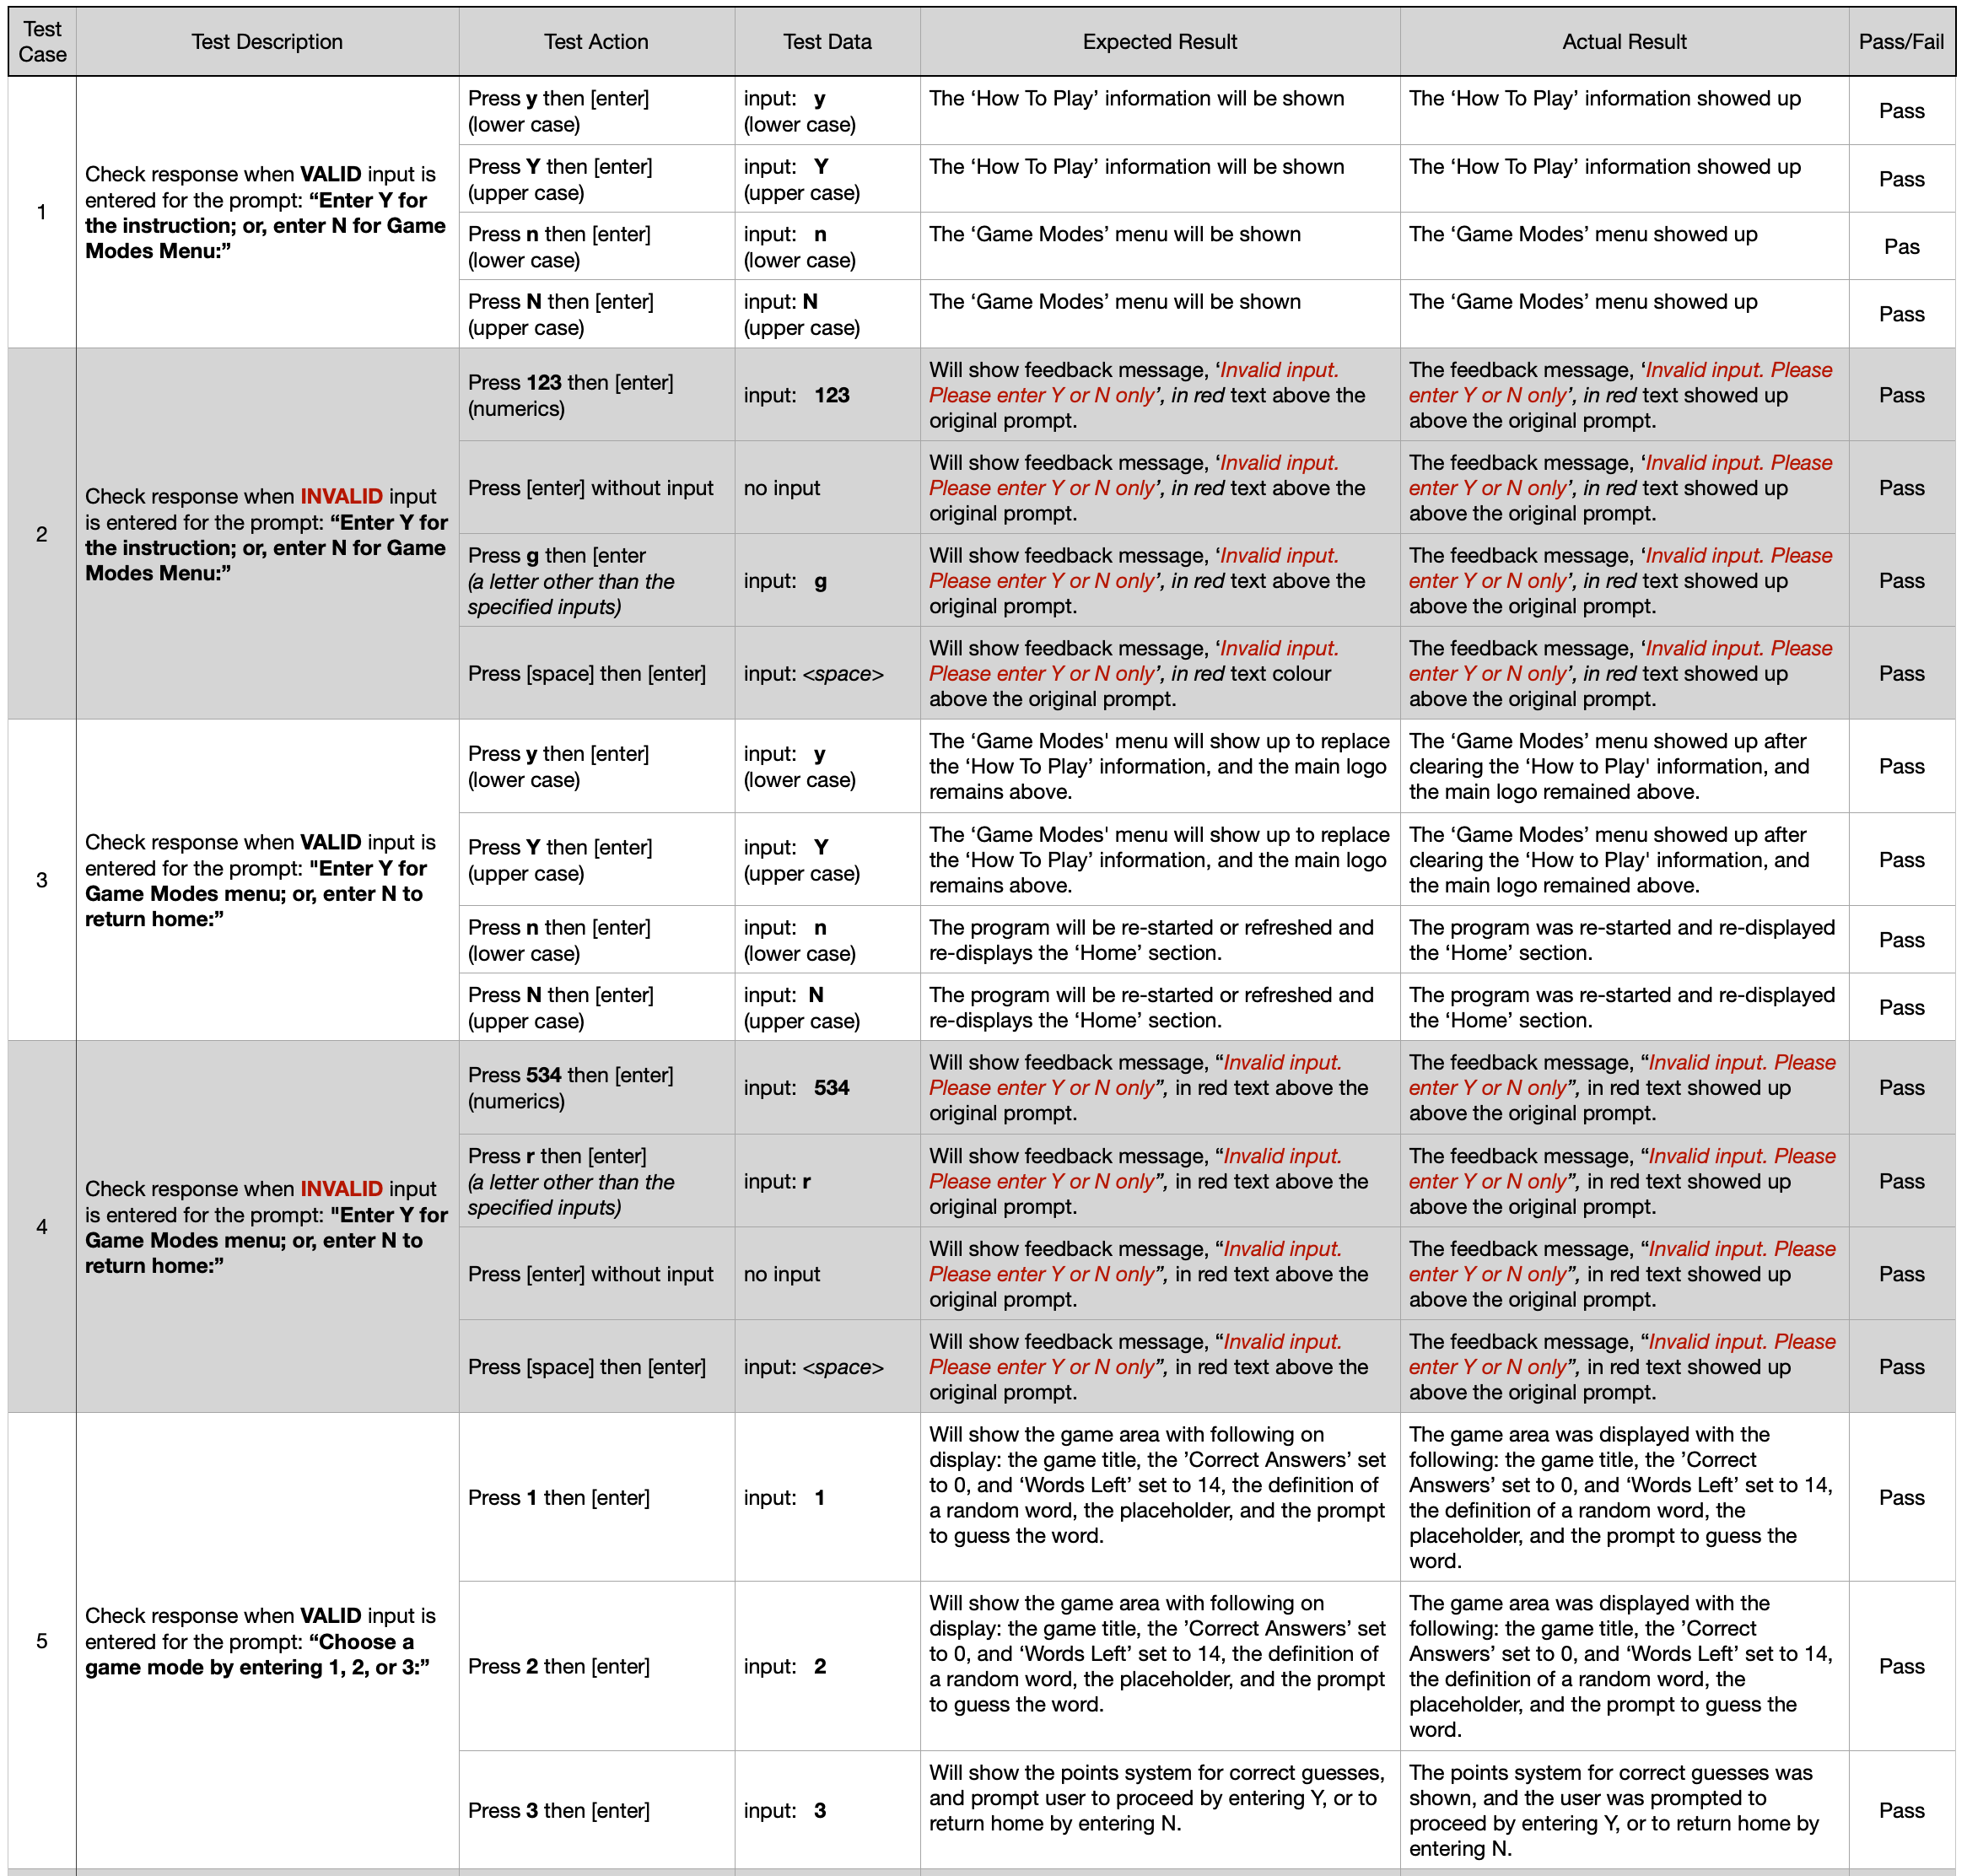 Test Case
Test Description
Test Action
Test Data
Expected Result
Actual Result
Pass/Fail
1
Check response when VALID input is
entered for the prompt: “Enter Y for
the instruction; or, enter N for Game
Modes Menu:”
Press y then [enter]
(lower case)
input: y
(lower case)
The ‘How To Play’ information will be shown
The ‘How To Play’ information showed up
Pass
Press Y then [enter]
(upper case)
input: Y
(upper case)
The ‘How To Play’ information will be shown
The ‘How To Play’ information showed up
Pass
Press n then [enter]
(lower case)
input: n
(lower case)
The ‘Game Modes’ menu will be shown
The ‘Game Modes’ menu showed up
Pas
Press N then [enter]
(upper case)
input: N
(upper case)
The ‘Game Modes’ menu will be shown
The ‘Game Modes’ menu showed up
Pass
2
Check response when INVALID input
is entered for the prompt: “Enter Y for
the instruction; or, enter N for Game
Modes Menu:”
Press 123 then [enter]
(numerics)
input: 123
Will show feedback message, ‘Invalid input.
Please enter Y or N only’, in red text above the
original prompt.
The feedback message, ‘Invalid input. Please
enter Y or N only’, in red text showed up
above the original prompt.
Pass
Press [enter] without input
no input
Will show feedback message, ‘Invalid input.
Please enter Y or N only’, in red text above the
original prompt.
The feedback message, ‘Invalid input. Please
enter Y or N only’, in red text showed up
above the original prompt.
Pass
Press g then [enter
(a letter other than the
specified inputs)
input: g
Will show feedback message, ‘Invalid input.
Please enter Y or N only’, in red text above the
original prompt.
The feedback message, ‘Invalid input. Please
enter Y or N only’, in red text showed up
above the original prompt.
Pass
Press [space] then [enter]
input: <space>
Will show feedback message, ‘Invalid input.
Please enter Y or N only’, in red text colour
above the original prompt.
The feedback message, ‘Invalid input. Please
enter Y or N only’, in red text showed up
above the original prompt.
Pass
3
Check response when VALID input is
entered for the prompt: "Enter Y for
Game Modes menu; or, enter N to
return home:”
Press y then [enter]
(lower case)
input: y
(lower case)
The ‘Game Modes' menu will show up to replace
the ‘How To Play’ information, and the main logo
remains above.
The ‘Game Modes’ menu showed up after
clearing the ‘How to Play' information, and
the main logo remained above.
Pass
Press Y then [enter]
(upper case)
input: Y
(upper case)
The ‘Game Modes' menu will show up to replace
the ‘How To Play’ information, and the main logo
remains above.
The ‘Game Modes’ menu showed up after
clearing the ‘How to Play' information, and
the main logo remained above.
Pass
Press n then [enter]
(lower case)
input: n
(lower case)
The program will be re-started or refreshed and
re-displays the ‘Home’ section.
The program was re-started and re-displayed
the ‘Home’ section.
Pass
Press N then [enter]
(upper case)
input: N
(upper case)
The program will be re-started or refreshed and
re-displays the ‘Home’ section.
The program was re-started and re-displayed
the ‘Home’ section.
Pass
4
Check response when INVALID input
is entered for the prompt: "Enter Y for
Game Modes menu; or, enter N to
return home:”
Press 534 then [enter]
(numerics)
input: 534
Will show feedback message, “Invalid input.
Please enter Y or N only”, in red text above the
original prompt.
The feedback message, “Invalid input. Please
enter Y or N only”, in red text showed up
above the original prompt.
Pass
Press r then [enter]
(a letter other than the
specified inputs)
input: r
Will show feedback message, “Invalid input.
Please enter Y or N only”, in red text above the
original prompt.
The feedback message, “Invalid input. Please
enter Y or N only”, in red text showed up
above the original prompt.
Pass
Press [enter] without input
no input
Will show feedback message, “Invalid input.
Please enter Y or N only”, in red text above the
original prompt.
The feedback message, “Invalid input. Please
enter Y or N only”, in red text showed up
above the original prompt.
Pass
Press [space] then [enter]
input: <space>
Will show feedback message, “Invalid input.
Please enter Y or N only”, in red text above the
original prompt.
The feedback message, “Invalid input. Please
enter Y or N only”, in red text showed up
above the original prompt.
Pass
5
Check response when VALID input is
entered for the prompt: “Choose a
game mode by entering 1, 2, or 3:”
Press 1 then [enter]
input: 1
Will show the game area with following on
display: the game title, the ’Correct Answers’ set
to 0, and ‘Words Left’ set to 14, the definition of
a random word, the placeholder, and the prompt
to guess the word.
The game area was displayed with the
following: the game title, the ’Correct
Answers’ set to 0, and ‘Words Left’ set to 14,
the definition of a random word, the
placeholder, and the prompt to guess the
word.
Pass
Press 2 then [enter]
input: 2
Will show the game area with following on
display: the game title, the ’Correct Answers’ set
to 0, and ‘Words Left’ set to 14, the definition of
a random word, the placeholder, and the prompt
to guess the word.
The game area was displayed with the
following: the game title, the ’Correct
Answers’ set to 0, and ‘Words Left’ set to 14,
the definition of a random word, the
placeholder, and the prompt to guess the
word.
Pass
Press 3 then [enter]
input: 3
Will show the points system for correct guesses,
and prompt user to proceed by entering Y, or to
return home by entering N.
The points system for correct guesses was
shown, and the user was prompted to
proceed by entering Y, or to return home by
entering N.
Pass